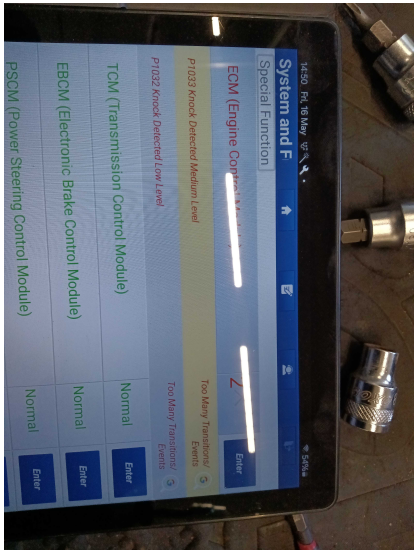 14:50 Fri, 16 May
54%
System and F
Special Function
ECM (Engine Control
2
Enter
P1033 Knock Detected Medium Level
Too Many Transitions/
Events
G
P1032 Knock Detected Low Level
Too Many Transitions/
Events
G
TCM (Transmission Control Module)
Normal
Enter
EBCM (Electronic Brake Control Module)
Normal
Enter
PSCM (Power Steering Control Module)
Normal
Enter